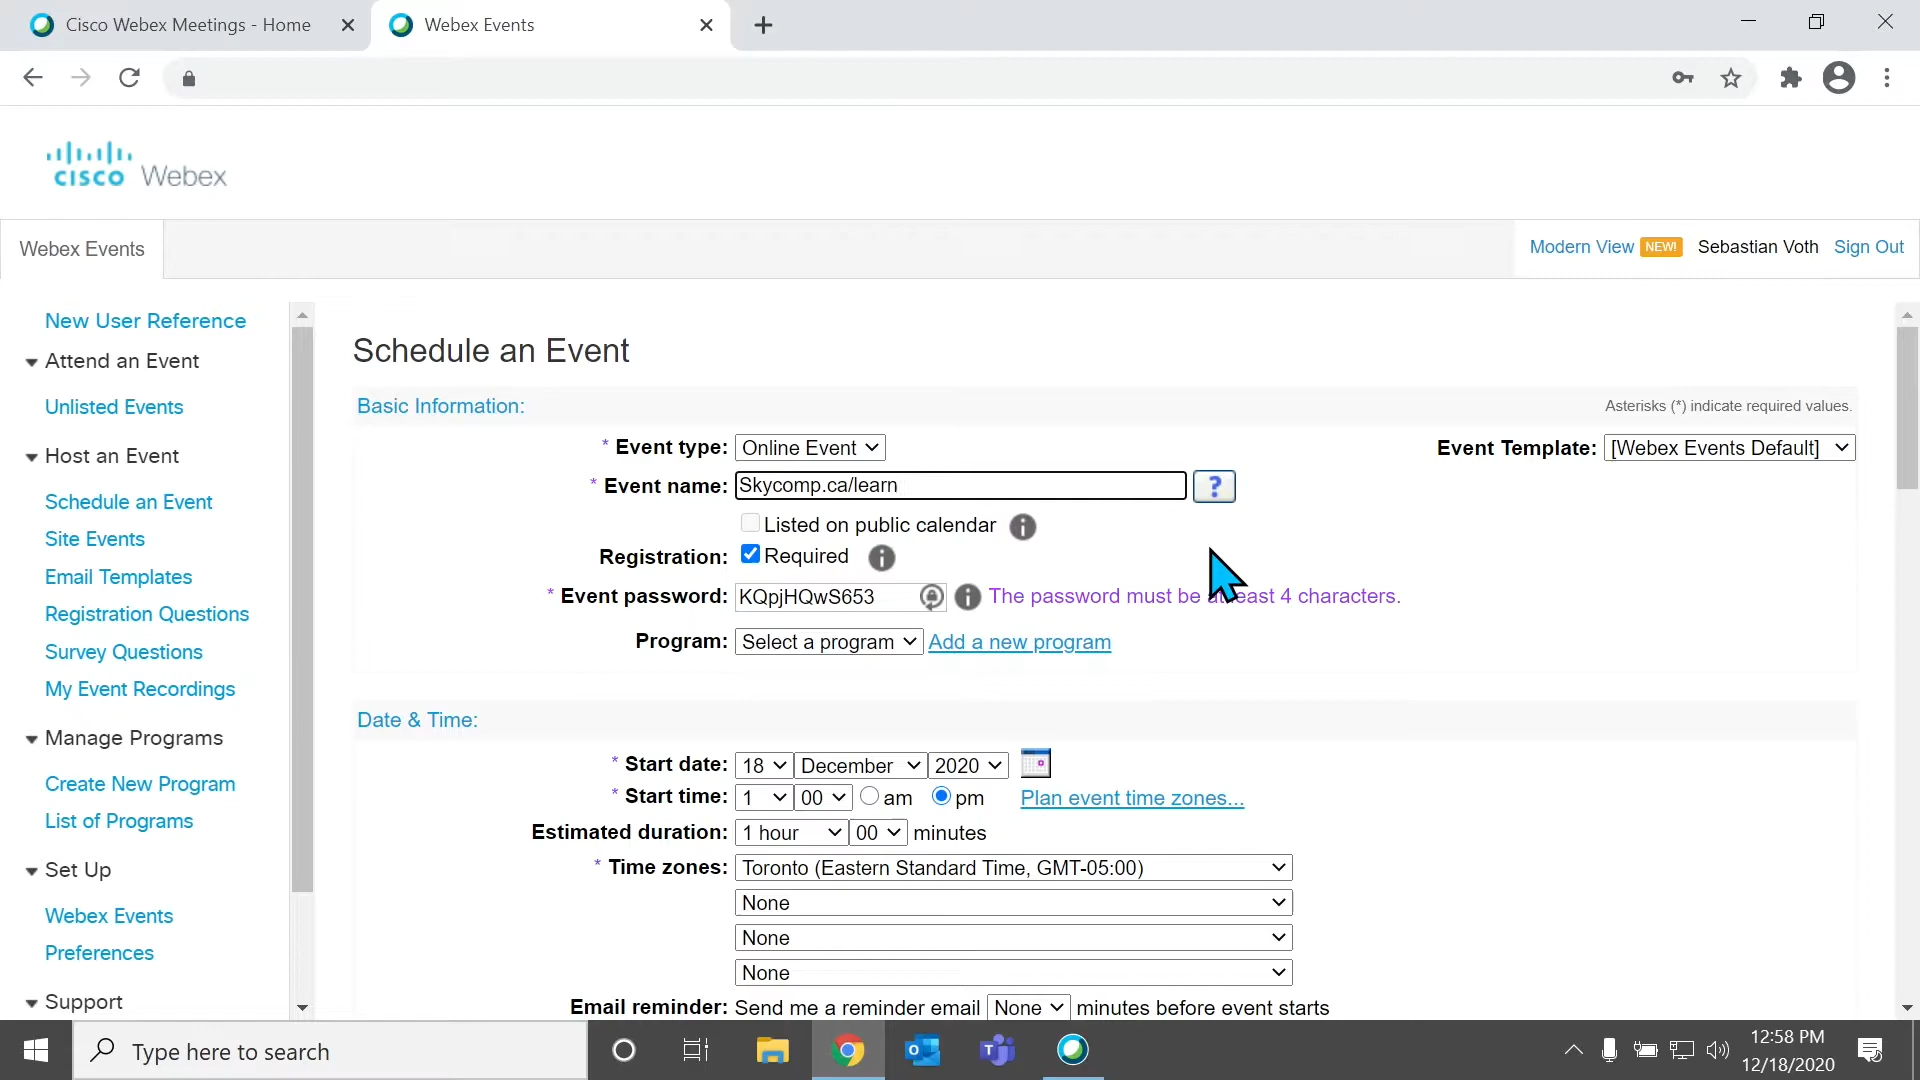 Cisco Webex Meetings - Home
Webex Events
cisco Webex
Webex Events
Modern View NEW! Sebastian Voth Sign Out
New User Reference
Attend an Event
Unlisted Events
Host an Event
Schedule an Event
Site Events
Email Templates
Registration Questions
Survey Questions
My Event Recordings
Manage Programs
Create New Program
List of Programs
Set Up
Webex Events
Preferences
Support
Schedule an Event
Basic Information:
Asterisks (*) indicate required values.
* Event type: Online Event
Event Template: [Webex Events Default]
* Event name: Skycomp.ca/learn ?
Listed on public calendar i
Registration: Required i
* Event password: KQpjHQwS653 i The password must be at least 4 characters.
Program: Select a program Add a new program
Date & Time:
* Start date: 18 December 2020
* Start time: 1 00 am pm Plan event time zones...
Estimated duration: 1 hour 00 minutes
* Time zones: Toronto (Eastern Standard Time, GMT-05:00)
None
None
None
Email reminder: Send me a reminder email None minutes before event starts
Type here to search
12:58 PM
12/18/2020